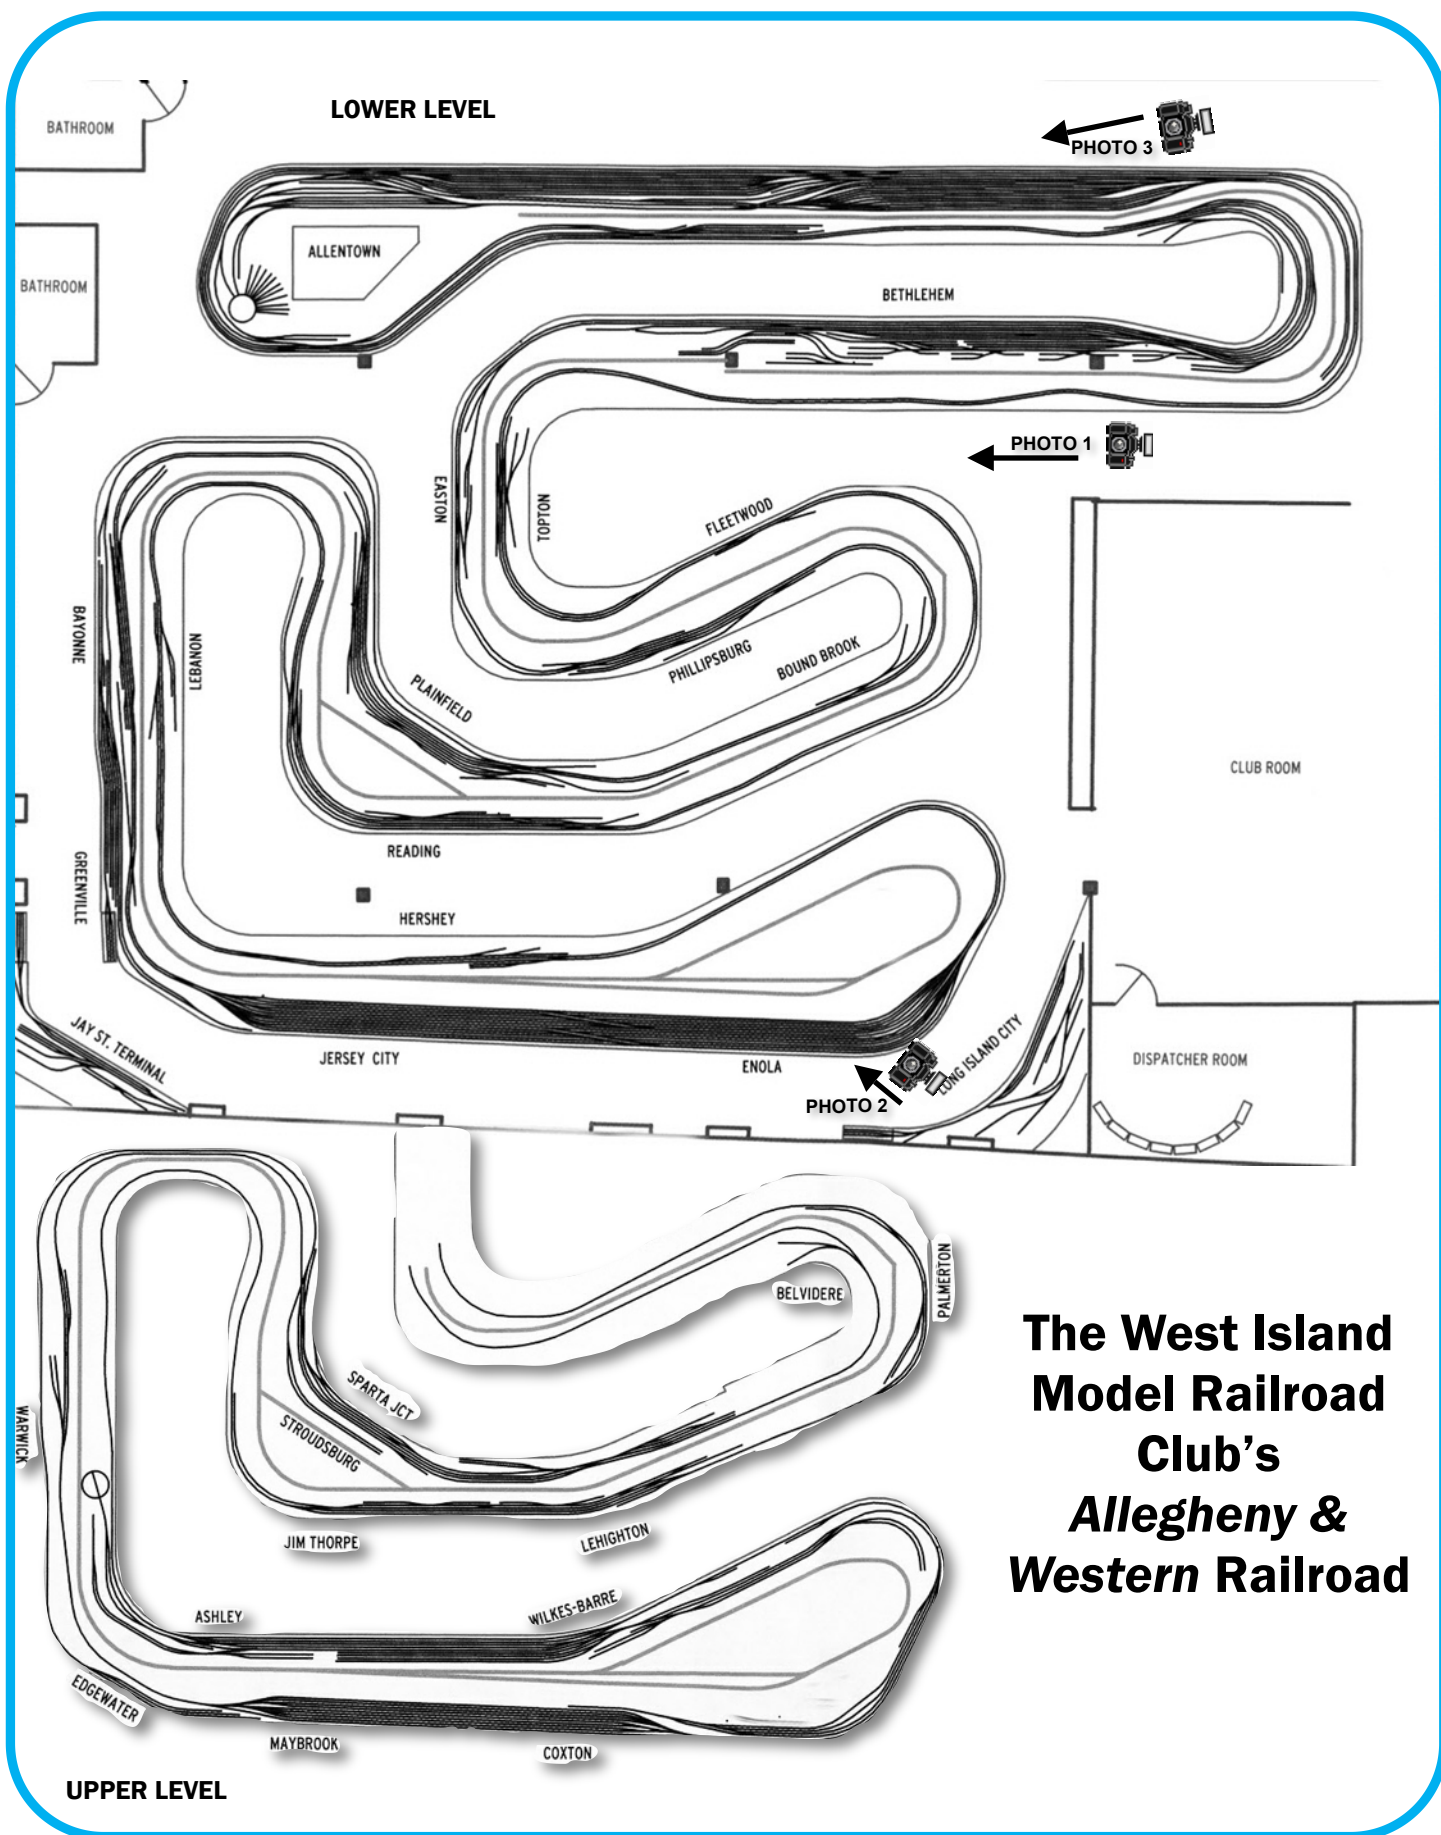 LOWER LEVEL
BATHROOM
PHOTO 3
ALLENTOWN
BATHROOM
BETHLEHEM
PHOTO 1
EASTON
TOPTON
FLEETWOOD
BAYONNE
LEBANON
PLAINFIELD
PHILLIPSBURG
BOUND BROOK
CLUB ROOM
READING
GREENVILLE
HERSHEY
JAY ST. TERMINAL
JERSEY CITY
ENOLA
LONG ISLAND CITY
DISPATCHER ROOM
PHOTO 2
BELVIDERE
PALMERTON
SPARTA JCT
STROUDSBURG
WARWICK
JIM THORPE
LEHIGHTON
ASHLEY
WILKES-BARRE
EDGEWATER
MAYBROOK
COXTON
UPPER LEVEL
The West Island
Model Railroad
Club's
Allegheny &
Western Railroad